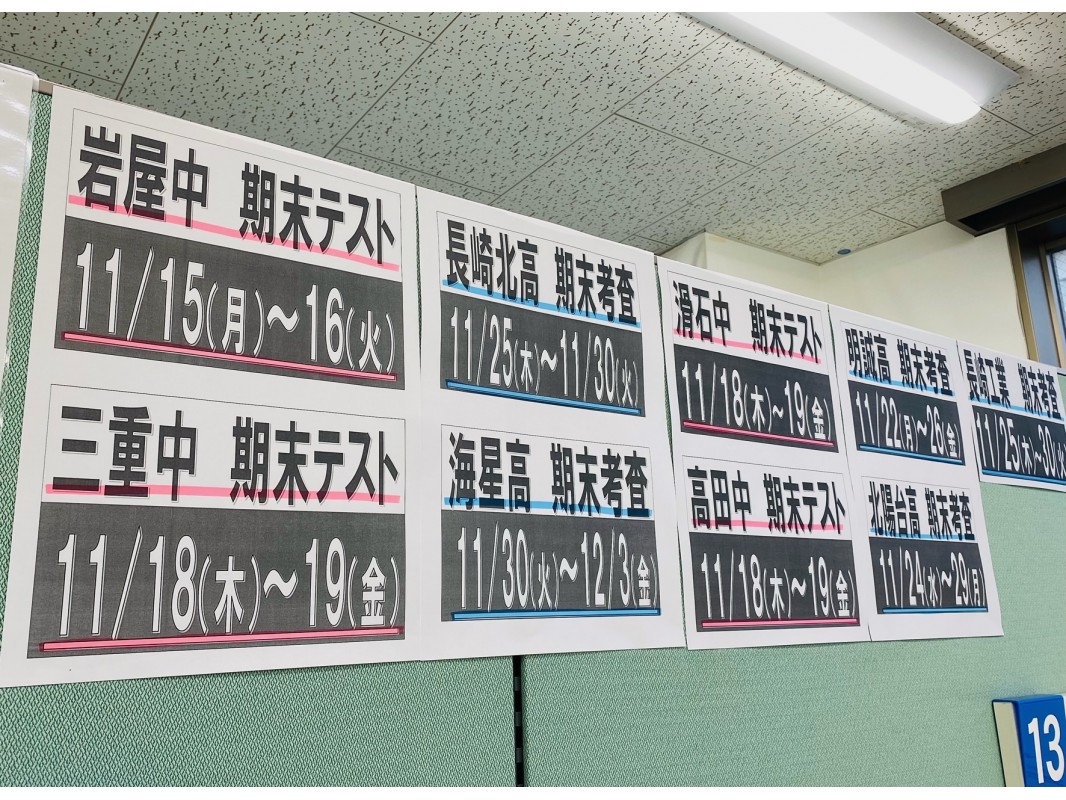 岩屋中 期末テスト
11/15(月)~16(火)
三重中 期末テスト
11/18(木)~19(金)
長崎北高 期末考査
11/25(木)~11/30(火)
海星高 期末考査
11/30(火)~12/3(金)
滑石中 期末テスト
11/18(木)~19(金)
高田中 期末テスト
11/18(木)~19(金)
明誠高 期末考査
11/22(月)~26(金)
北陽台高 期末考査
11/24(水)~29(月)
長崎工業 期末考査
11/25(木)~30(火
13